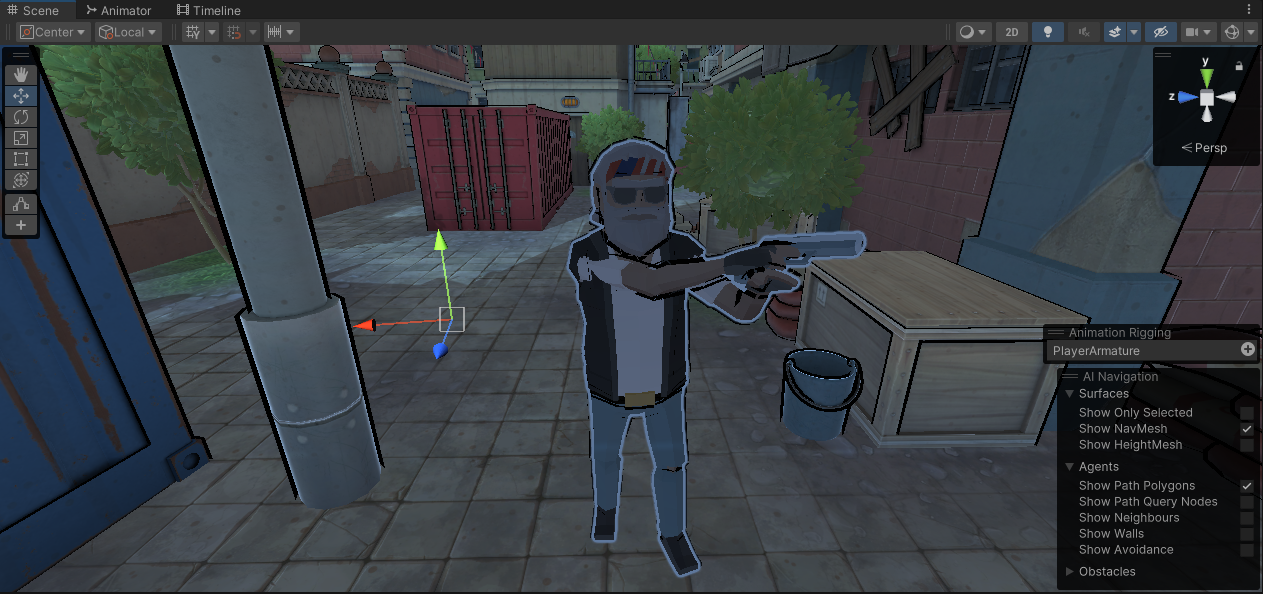 Scene Animator Timeline
Center Local 2D
y
z
Persp
Animation Rigging
PlayerArmature
AI Navigation
Surfaces
Show Only Selected
Show NavMesh
Show HeightMesh
Agents
Show Path Polygons
Show Path Query Nodes
Show Neighbours
Show Walls
Show Avoidance
Obstacles